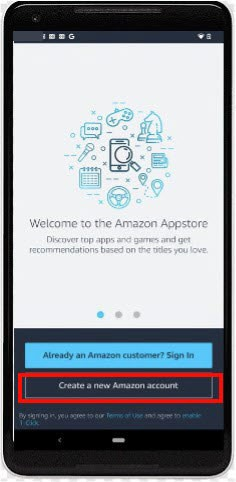 Welcome to the Amazon Appstore
Discover top apps and games and get
recommendations based on the titles you love.
Already an Amazon customer? Sign In
Create a new Amazon account
By signing in, you agree to our Terms of Use and agree to enable
1-Click.